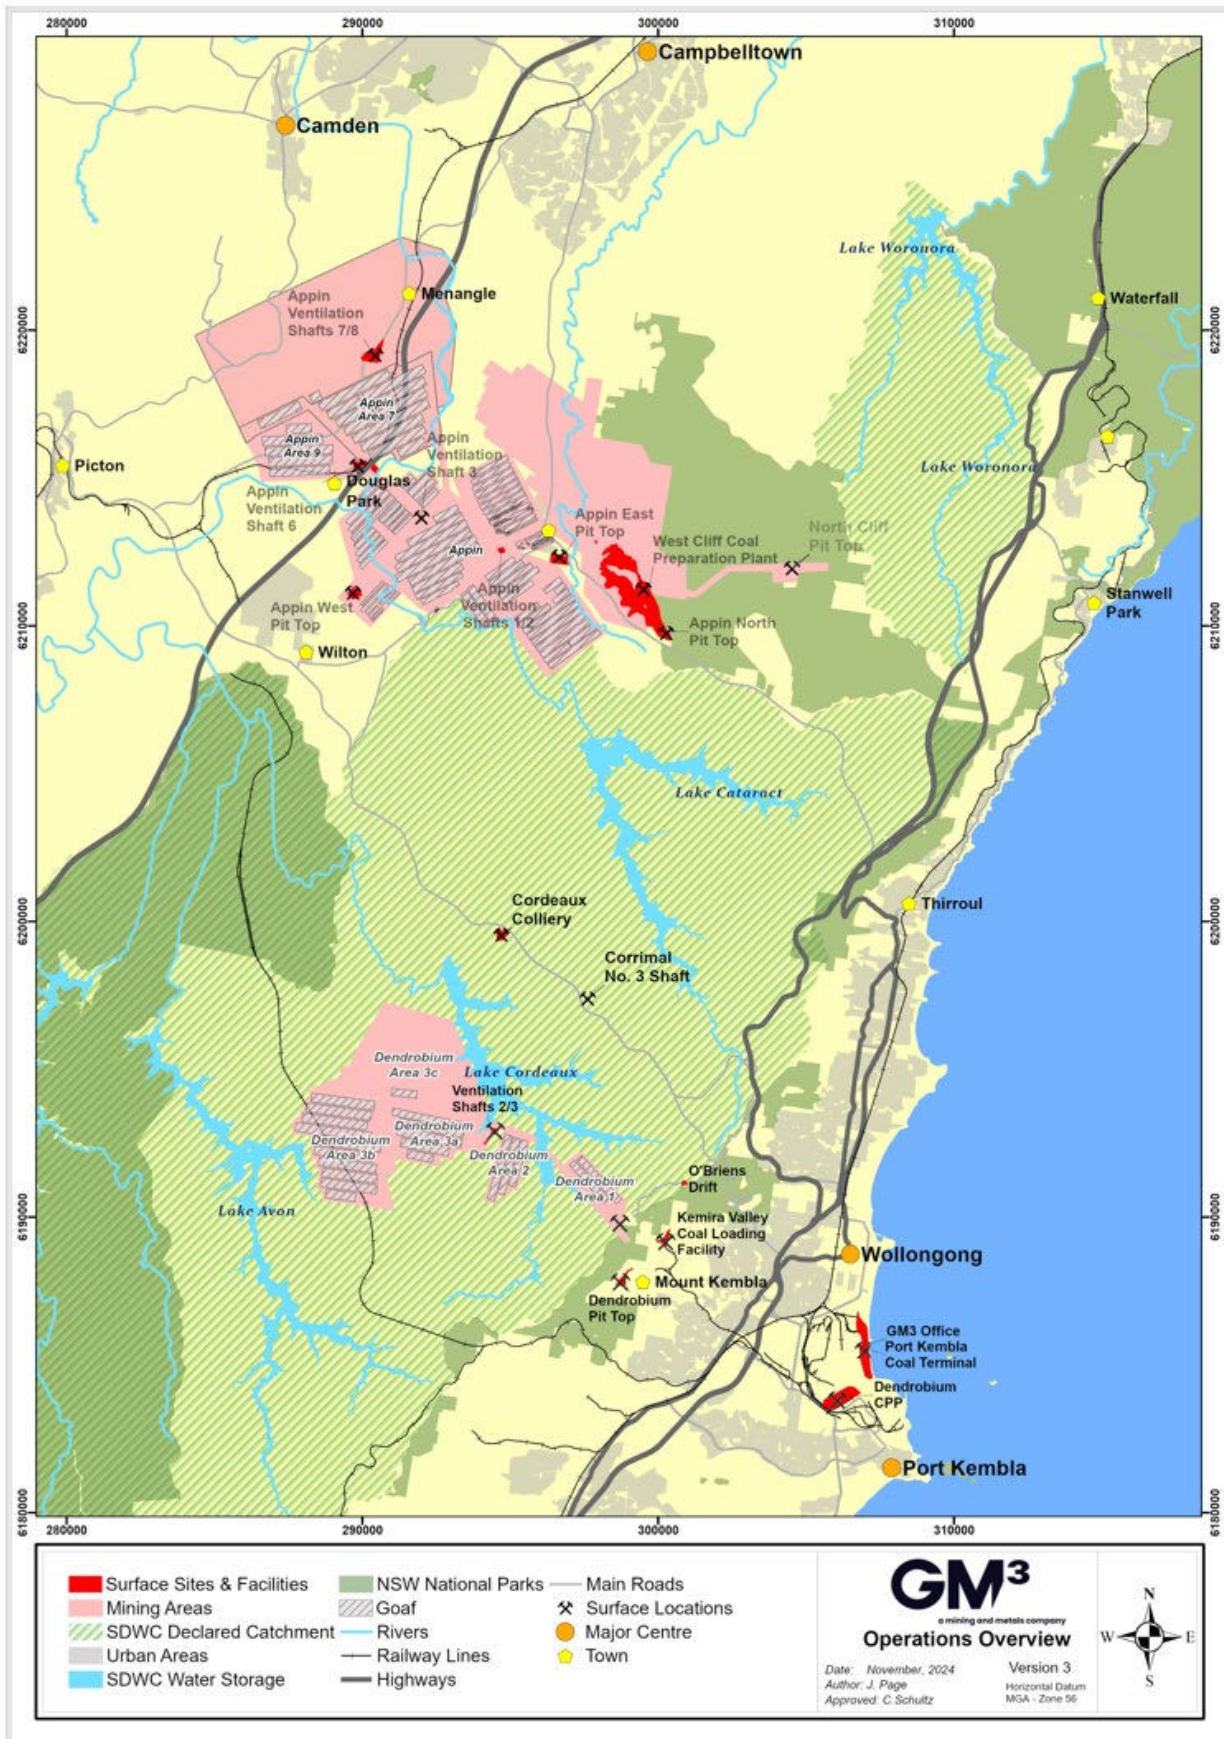 280000
290000
300000
310000
Campbelltown
Camden
Lake Woronora
Appin
Ventilation
Shafts 7/8
Menangle
Waterfall
6220000
6220000
Appin
Area 7
Appin
Area 9
Appin
Ventilation
Shaft 3
Picton
Lake Woronora
Douglas
Park
Appin
Ventilation
Shaft 6
Appin East
Pit Top
West Cliff Coal
Preparation Plant
North Cliff
Pit Top
Appin
Appin
Ventilation
Shafts 1/2
Appin West
Pit Top
Stanwell
Park
Appin North
Pit Top
6210000
6210000
Wilton
Lake Cataract
Cordeaux
Colliery
Thirroul
6200000
6200000
Corrimal
No. 3 Shaft
Dendrobium
Area 3c
Lake Cordeaux
Ventilation
Shafts 2/3
Dendrobium
Area 3b
Dendrobium
Area 3a
Dendrobium
Area 2
Dendrobium
Area 1
O'Briens
Drift
Lake Avon
6190000
6190000
Kemira Valley
Coal Loading
Facility
Wollongong
Mount Kembla
Dendrobium
Pit Top
GM3 Office
Port Kembla
Coal Terminal
Dendrobium
CPP
Port Kembla
6180000
6180000
280000
290000
300000
310000
Surface Sites & Facilities
Mining Areas
SDWC Declared Catchment
Urban Areas
SDWC Water Storage
NSW National Parks
Goaf
Rivers
Railway Lines
Highways
Main Roads
Surface Locations
Major Centre
Town
GM³
a mining and metals company
Operations Overview
Date: November, 2024
Author: J. Page
Approved: C.Schultz
Version 3
Horizontal Datum
MGA - Zone 56
N
W
E
S